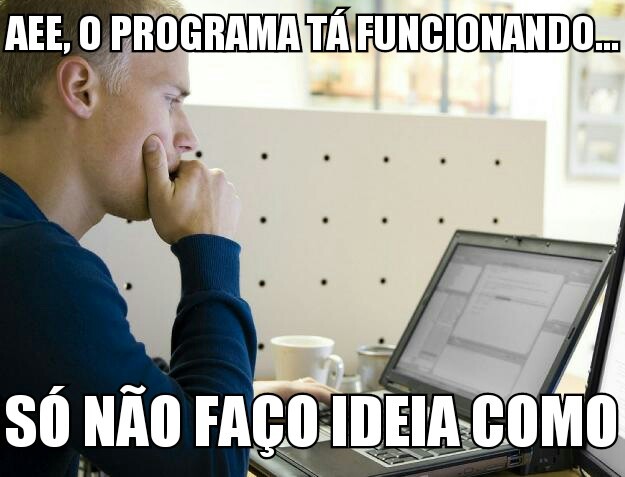 AEE, O PROGRAMA TÁ FUNCIONANDO...
SÓ NÃO FAÇO IDEIA COMO